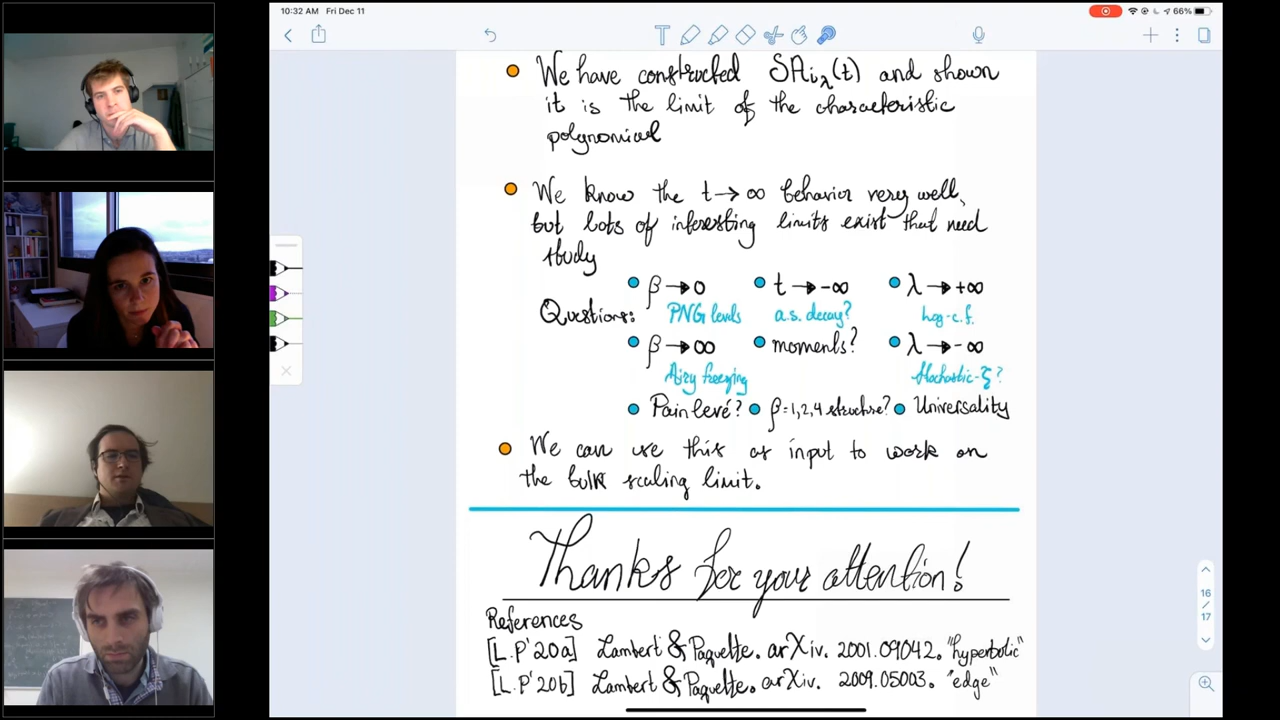 10:32 AM Fri Dec 11
66%
We have constructed SAi_λ(t) and shown
it is the limit of the characteristic
polynomial
We know the t → ∞ behavior very well,
but lots of interesting limits exist that need
study
β → 0 t → -∞ λ → +∞
Questions: PNG levels a.s. decay? log-c.f.
β → ∞ moments? λ → -∞
Airy freezing Stochastic-ζ?
Painlevé? β=1,2,4 structure? Universality
We can use this as input to work on
the bulk scaling limit.
Thanks for your attention!
References
[L.P'20a] Lambert & Paquette. arXiv. 2001.09042. "hyperbolic"
[L.P'20b] Lambert & Paquette. arXiv. 2009.05003. "edge"
16
/
17